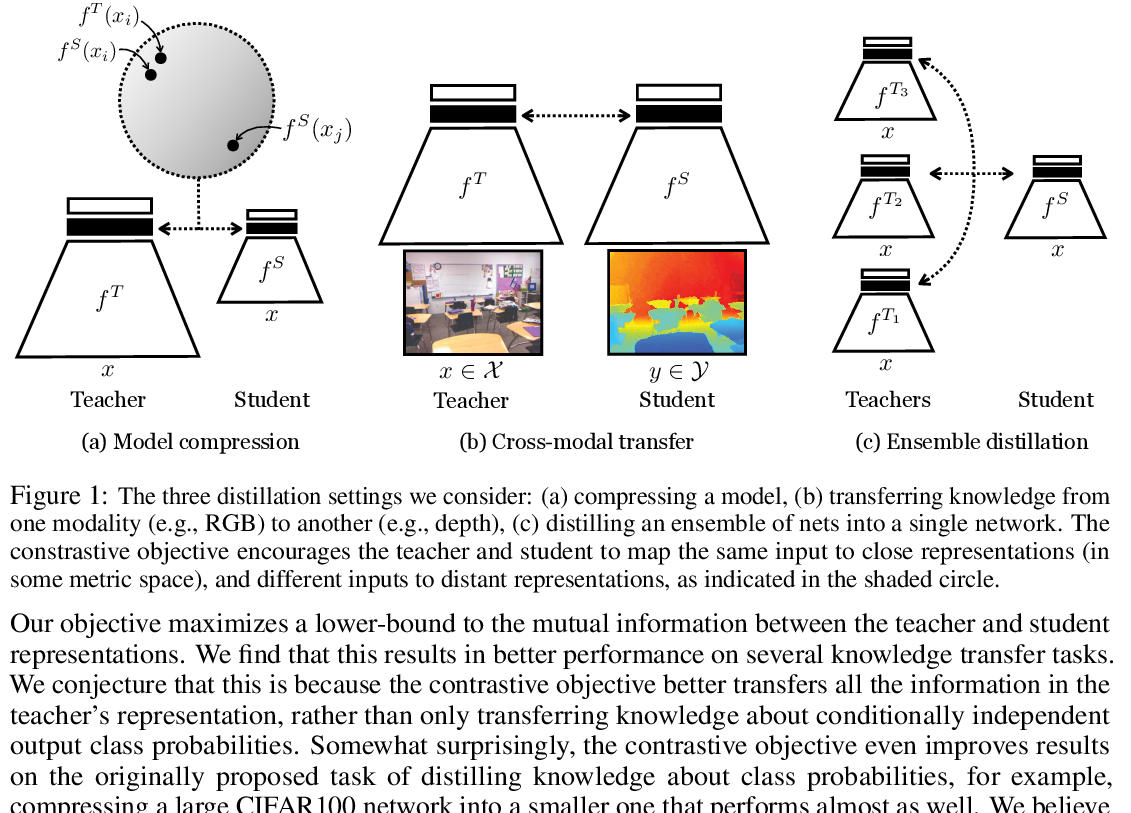 f^T(x_i)
f^S(x_i)
f^S(x_j)
f^T
x
Teacher
f^S
x
Student
(a) Model compression
f^T
x ∈ 𝒳
Teacher
f^S
y ∈ 𝒴
Student
(b) Cross-modal transfer
f^{T_3}
x
f^{T_2}
x
f^{T_1}
x
Teachers
f^S
x
Student
(c) Ensemble distillation
Figure 1: The three distillation settings we consider: (a) compressing a model, (b) transferring knowledge from
one modality (e.g., RGB) to another (e.g., depth), (c) distilling an ensemble of nets into a single network. The
constrastive objective encourages the teacher and student to map the same input to close representations (in
some metric space), and different inputs to distant representations, as indicated in the shaded circle.
Our objective maximizes a lower-bound to the mutual information between the teacher and student
representations. We find that this results in better performance on several knowledge transfer tasks.
We conjecture that this is because the contrastive objective better transfers all the information in the
teacher's representation, rather than only transferring knowledge about conditionally independent
output class probabilities. Somewhat surprisingly, the contrastive objective even improves results
on the originally proposed task of distilling knowledge about class probabilities, for example,
compressing a large CIFAR100 network into a smaller one that performs almost as well. We believe